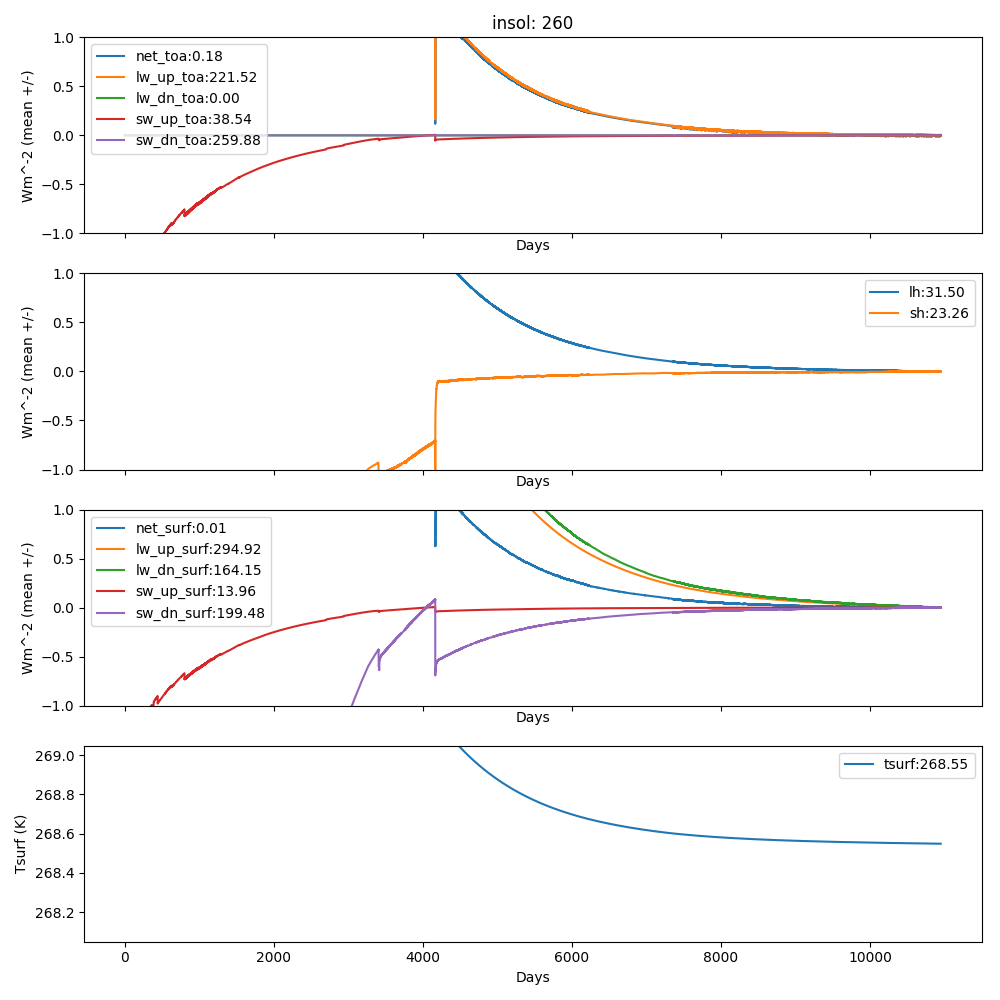 insol: 260
1.0
0.5
0.0
−0.5
−1.0
Wm^-2 (mean +/-)
net_toa:0.18
lw_up_toa:221.52
lw_dn_toa:0.00
sw_up_toa:38.54
sw_dn_toa:259.88
Days
1.0
0.5
0.0
−0.5
−1.0
Wm^-2 (mean +/-)
lh:31.50
sh:23.26
Days
1.0
0.5
0.0
−0.5
−1.0
Wm^-2 (mean +/-)
net_surf:0.01
lw_up_surf:294.92
lw_dn_surf:164.15
sw_up_surf:13.96
sw_dn_surf:199.48
Days
269.0
268.8
268.6
268.4
268.2
Tsurf (K)
tsurf:268.55
0 2000 4000 6000 8000 10000
Days